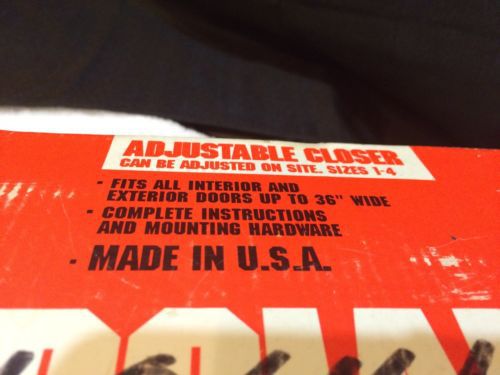 ADJUSTABLE CLOSER
CAN BE ADJUSTED ON SITE. SIZES 1-4
· FITS ALL INTERIOR AND
EXTERIOR DOORS UP TO 36" WIDE
· COMPLETE INSTRUCTIONS
AND MOUNTING HARDWARE
· MADE IN U.S.A.